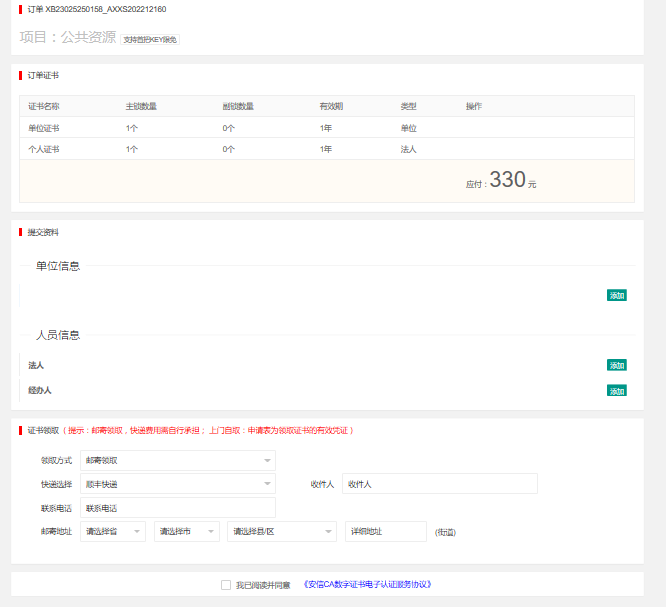 订单 XB23025250158_AXXS202212160
项目：公共资源 支持首把KEY限免
订单证书
证书名称 主锁数量 副锁数量 有效期 类型 操作
单位证书 1个 0个 1年 单位
个人证书 1个 0个 1年 法人
应付：330 元
提交资料
单位信息
添加
人员信息
法人 添加
经办人 添加
证书领取（ 提示：邮寄领取，快递费用需自行承担； 上门自取：申请表为领取证书的有效凭证 ）
领取方式 邮寄领取
快递选择 顺丰快递 收件人 收件人
联系电话 联系电话
邮寄地址 请选择省 请选择市 请选择县/区 详细地址 (街道)
我已阅读并同意 《安信CA数字证书电子认证服务协议》